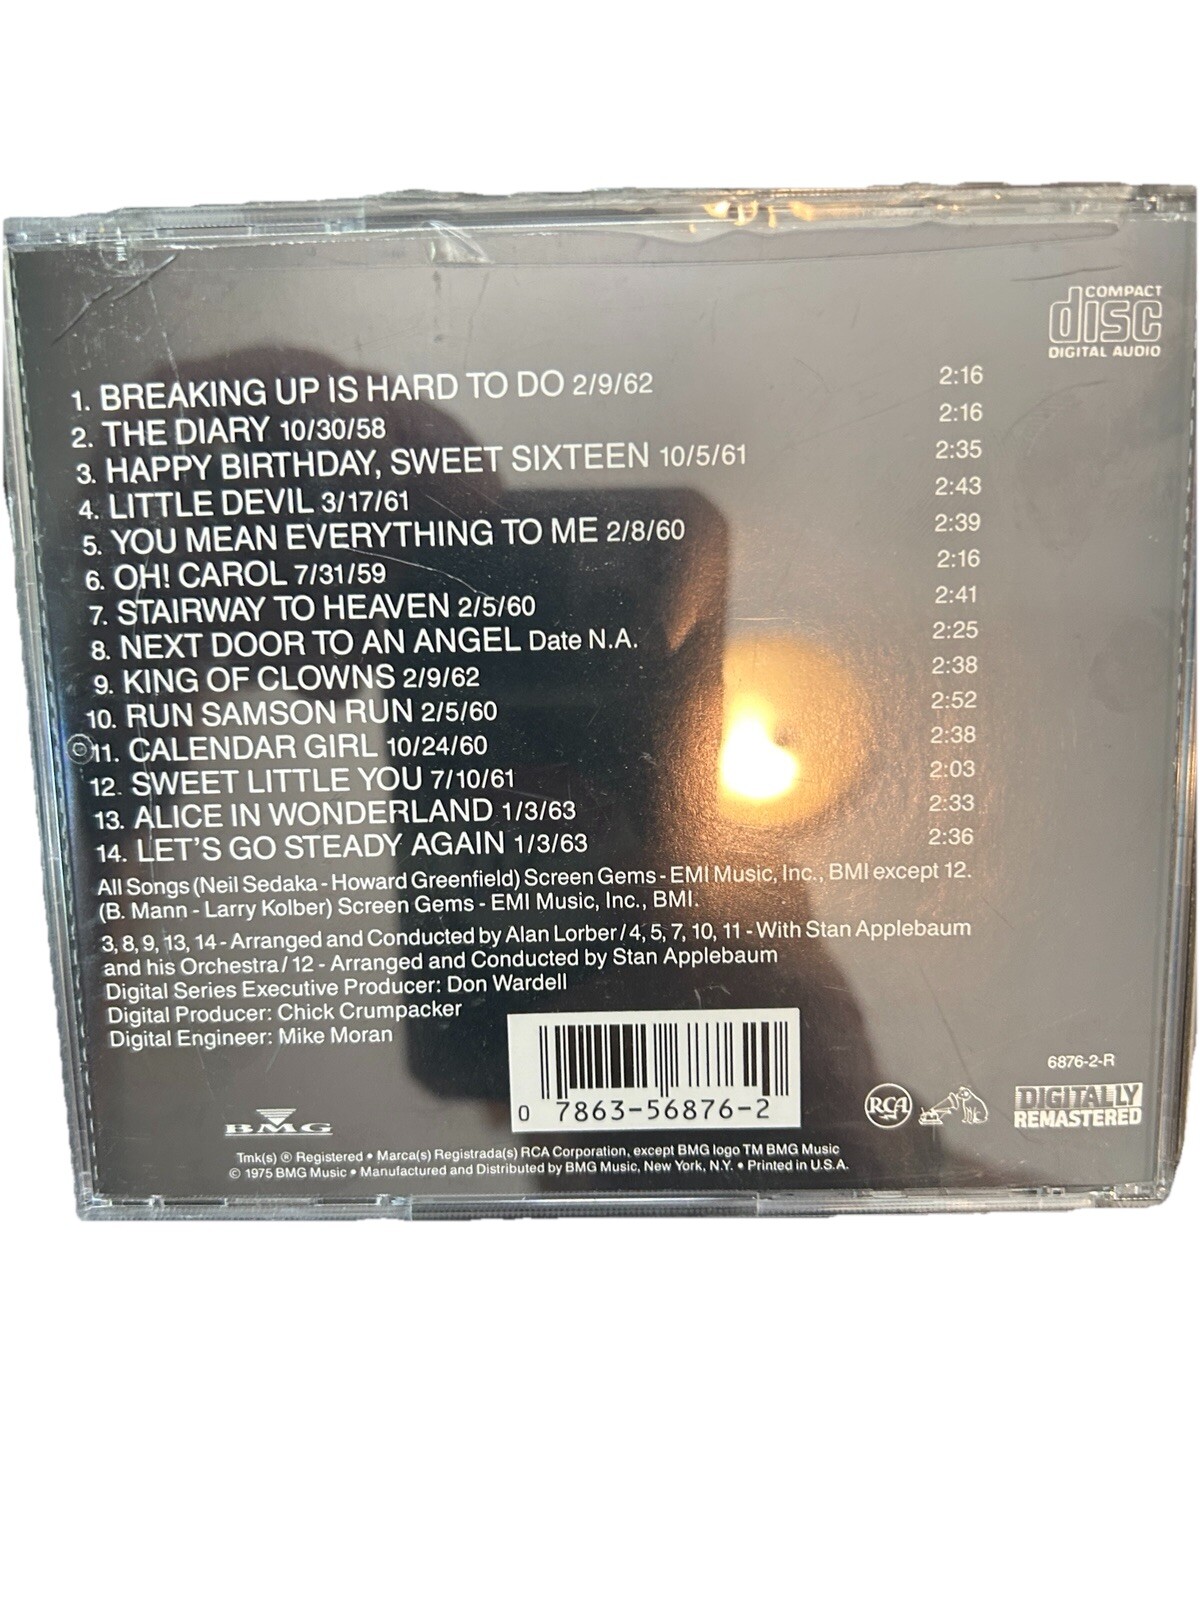 COMPACT
disc
DIGITAL AUDIO
1. BREAKING UP IS HARD TO DO 2/9/62 2:16
2. THE DIARY 10/30/58 2:16
3. HAPPY BIRTHDAY, SWEET SIXTEEN 10/5/61 2:35
4. LITTLE DEVIL 3/17/61 2:43
5. YOU MEAN EVERYTHING TO ME 2/8/60 2:39
6. OH! CAROL 7/31/59 2:16
7. STAIRWAY TO HEAVEN 2/5/60 2:41
8. NEXT DOOR TO AN ANGEL Date N.A. 2:25
9. KING OF CLOWNS 2/9/62 2:38
10. RUN SAMSON RUN 2/5/60 2:52
11. CALENDAR GIRL 10/24/60 2:38
12. SWEET LITTLE YOU 7/10/61 2:03
13. ALICE IN WONDERLAND 1/3/63 2:33
14. LET'S GO STEADY AGAIN 1/3/63 2:36
All Songs (Neil Sedaka - Howard Greenfield) Screen Gems - EMI Music, Inc., BMI except 12.
(B. Mann - Larry Kolber) Screen Gems - EMI Music, Inc., BMI.
3, 8, 9, 13, 14 - Arranged and Conducted by Alan Lorber / 4, 5, 7, 10, 11 - With Stan Applebaum
and his Orchestra / 12 - Arranged and Conducted by Stan Applebaum
Digital Series Executive Producer: Don Wardell
Digital Producer: Chick Crumpacker
Digital Engineer: Mike Moran
0 7863-56876-2
6876-2-R
BMG
RCA
DIGITALLY
REMASTERED
Tmk(s) ® Registered • Marca(s) Registrada(s) RCA Corporation, except BMG logo TM BMG Music
© 1975 BMG Music • Manufactured and Distributed by BMG Music, New York, N.Y. • Printed in U.S.A.